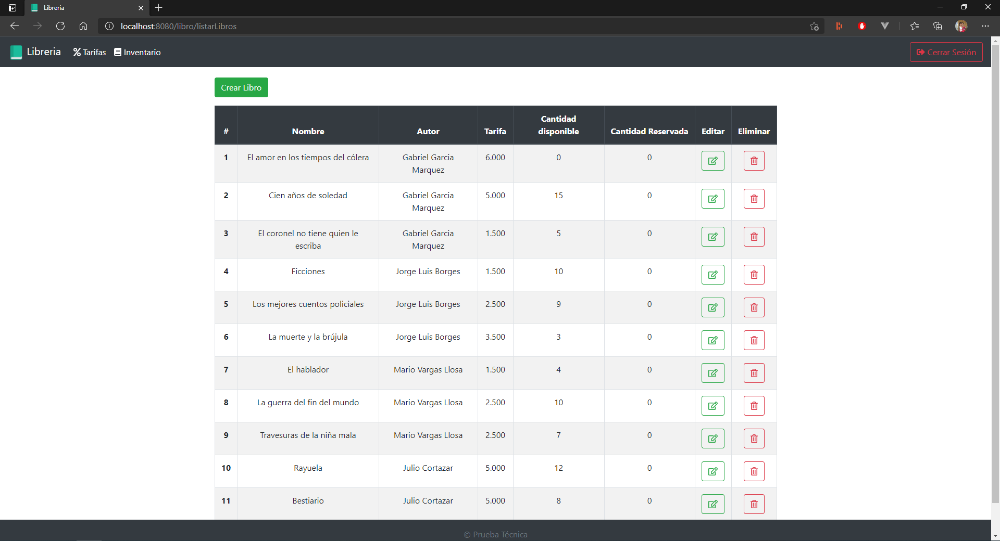 Libreria
localhost:8080/libro/listarLibros
Libreria Tarifas Inventario Cerrar Sesión
Crear Libro
# Nombre Autor Tarifa Cantidad disponible Cantidad Reservada Editar Eliminar
1 El amor en los tiempos del cólera Gabriel Garcia Marquez 6.000 0 0
2 Cien años de soledad Gabriel Garcia Marquez 5.000 15 0
3 El coronel no tiene quien le escriba Gabriel Garcia Marquez 1.500 5 0
4 Ficciones Jorge Luis Borges 1.500 10 0
5 Los mejores cuentos policiales Jorge Luis Borges 2.500 9 0
6 La muerte y la brújula Jorge Luis Borges 3.500 3 0
7 El hablador Mario Vargas Llosa 1.500 4 0
8 La guerra del fin del mundo Mario Vargas Llosa 2.500 10 0
9 Travesuras de la niña mala Mario Vargas Llosa 2.500 7 0
10 Rayuela Julio Cortazar 5.000 12 0
11 Bestiario Julio Cortazar 5.000 8 0
© Prueba Técnica